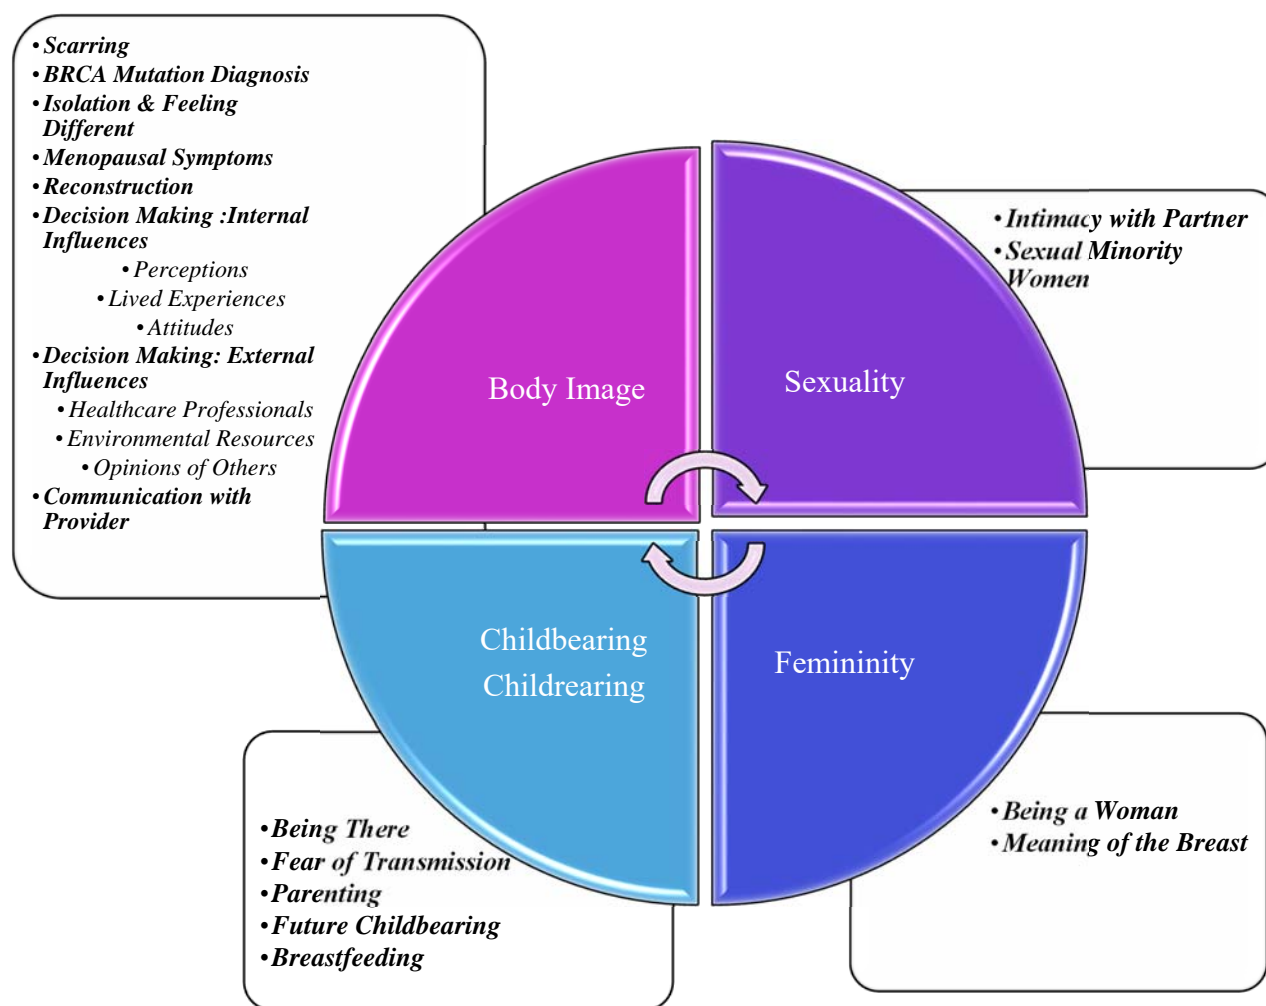 •Scarring
•BRCA Mutation Diagnosis
•Isolation & Feeling
Different
•Menopausal Symptoms
•Reconstruction
•Decision Making :Internal
Influences
•Perceptions
•Lived Experiences
•Attitudes
•Decision Making: External
Influences
•Healthcare Professionals
•Environmental Resources
•Opinions of Others
•Communication with
Provider
Body Image
Sexuality
•Intimacy with Partner
•Sexual Minority
Women
Childbearing
Childrearing
Femininity
•Being There
•Fear of Transmission
•Parenting
•Future Childbearing
•Breastfeeding
•Being a Woman
•Meaning of the Breast